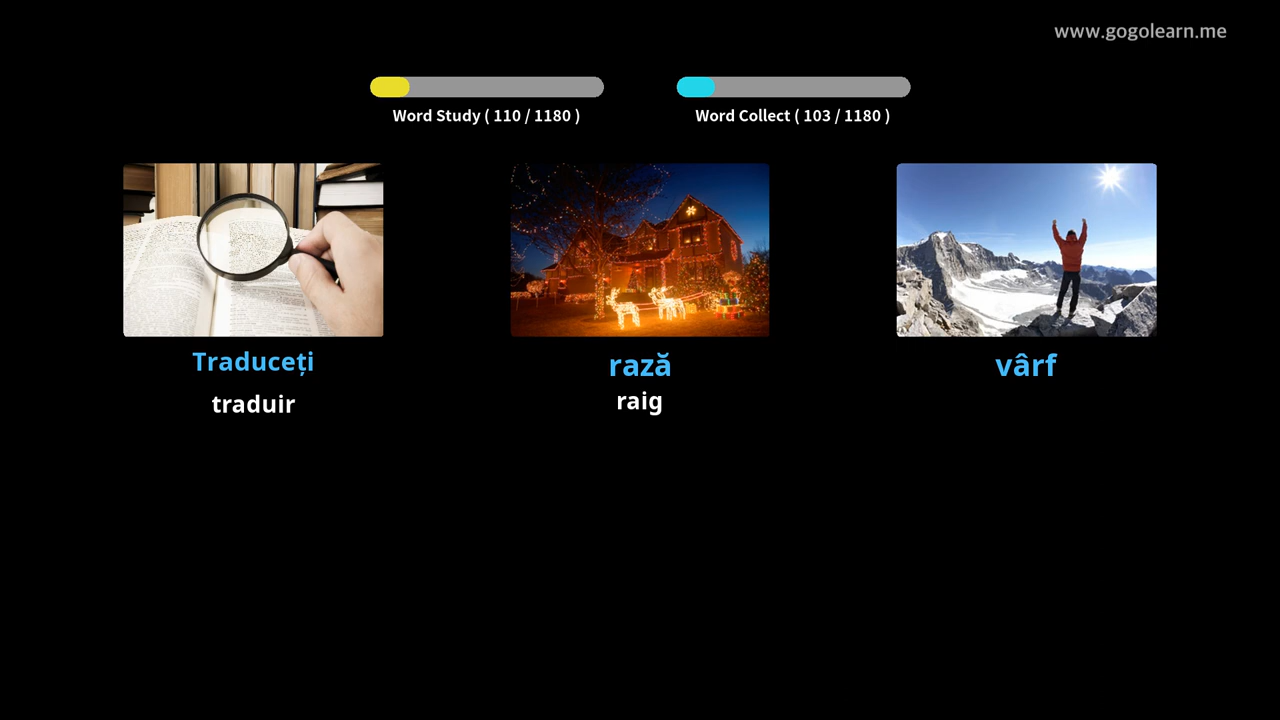 www.gogolearn.me
Word Study ( 110 / 1180 )
Word Collect ( 103 / 1180 )
Traduceți
traduir
rază
raig
vârf